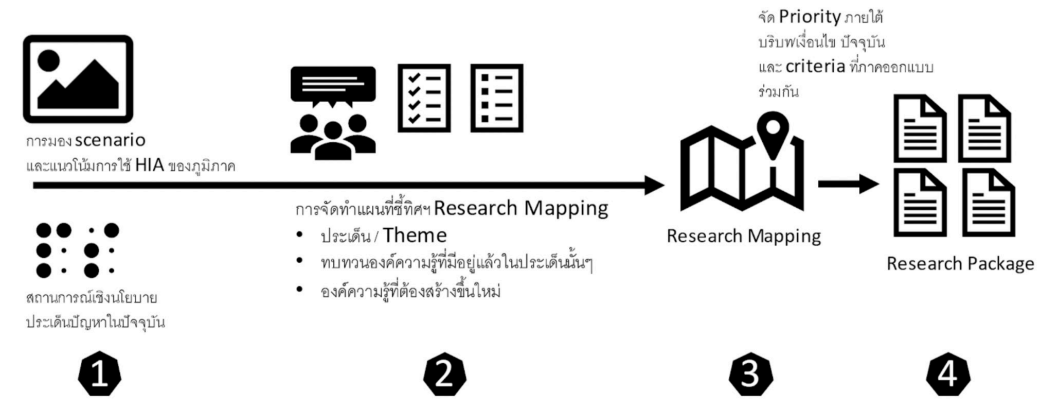 การมอง scenario
และแนวโน้มการใช้ HIA ของภูมิภาค
สถานการณ์เชิงนโยบาย
ประเด็นปัญหาในปัจจุบัน
1
การจัดทำแผนที่ชี้ทิศฯ Research Mapping
• ประเด็น / Theme
• ทบทวนองค์ความรู้ที่มีอยู่แล้วในประเด็นนั้นๆ
• องค์ความรู้ที่ต้องสร้างขึ้นใหม่
2
จัด Priority ภายใต้
บริบทเงื่อนไข ปัจจุบัน
และ criteria ที่ภาคออกแบบ
ร่วมกัน
Research Mapping
3
Research Package
4